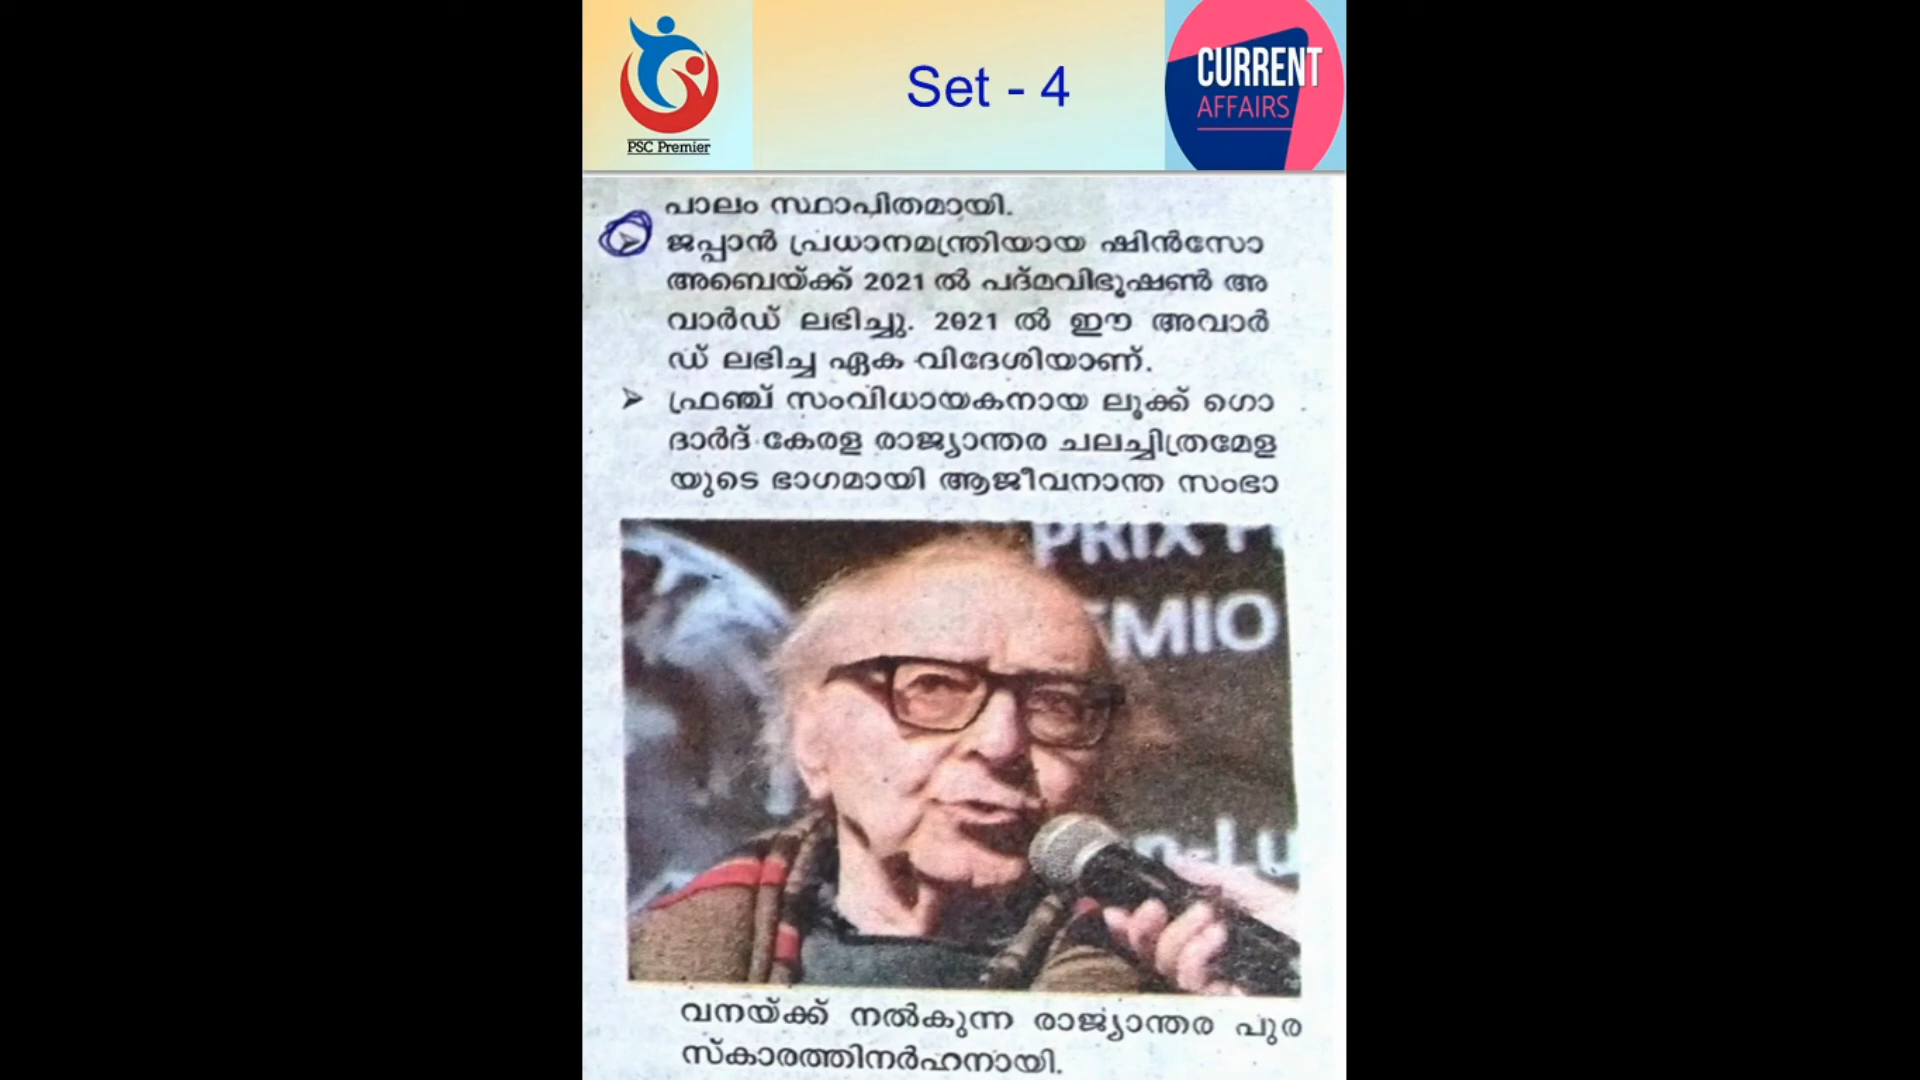 PSC Premier
Set - 4
CURRENT
AFFAIRS
പാലം സ്ഥാപിതമായി.
➤ ജപ്പാൻ പ്രധാനമന്ത്രിയായ ഷിൻസോ
അബെയ്ക്ക് 2021 ൽ പദ്മവിഭൂഷൺ അ
വാർഡ് ലഭിച്ചു. 2021 ൽ ഈ അവാർ
ഡ് ലഭിച്ച ഏക വിദേശിയാണ്.
➤ ഫ്രഞ്ച് സംവിധായകനായ ലൂക്ക് ഗൊ
ദാർദ് കേരള രാജ്യാന്തര ചലച്ചിത്രമേള
യുടെ ഭാഗമായി ആജീവനാന്ത സംഭാ
PRIX
EMIO
വനയ്ക്ക് നൽകുന്ന രാജ്യാന്തര പുര
സ്കാരത്തിനർഹനായി.